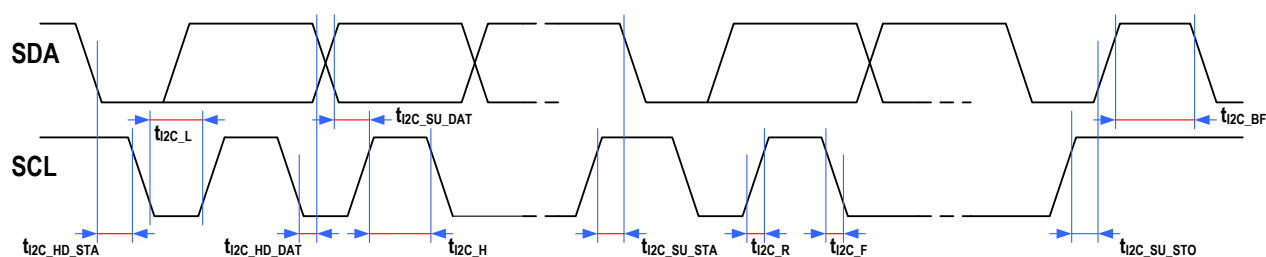 SDA
tI2C_L
tI2C_SU_DAT
tI2C_BF
SCL
tI2C_HD_STA
tI2C_HD_DAT
tI2C_H
tI2C_SU_STA
tI2C_R
tI2C_F
tI2C_SU_STO